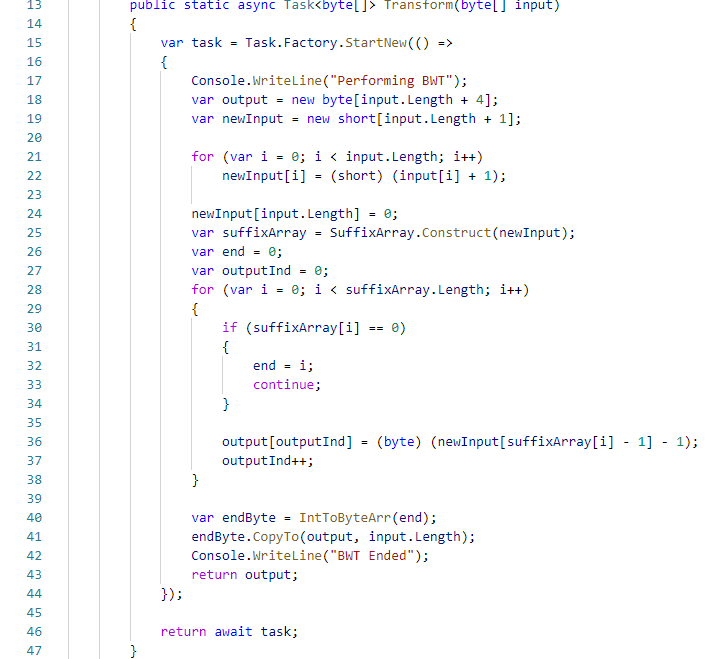 13 public static async Task<byte[]> Transform(byte[] input)
14 {
15 var task = Task.Factory.StartNew(() =>
16 {
17 Console.WriteLine("Performing BWT");
18 var output = new byte[input.Length + 4];
19 var newInput = new short[input.Length + 1];
20
21 for (var i = 0; i < input.Length; i++)
22 newInput[i] = (short) (input[i] + 1);
23
24 newInput[input.Length] = 0;
25 var suffixArray = SuffixArray.Construct(newInput);
26 var end = 0;
27 var outputInd = 0;
28 for (var i = 0; i < suffixArray.Length; i++)
29 {
30 if (suffixArray[i] == 0)
31 {
32 end = i;
33 continue;
34 }
35
36 output[outputInd] = (byte) (newInput[suffixArray[i] - 1] - 1);
37 outputInd++;
38 }
39
40 var endByte = IntToByteArr(end);
41 endByte.CopyTo(output, input.Length);
42 Console.WriteLine("BWT Ended");
43 return output;
44 });
45
46 return await task;
47 }